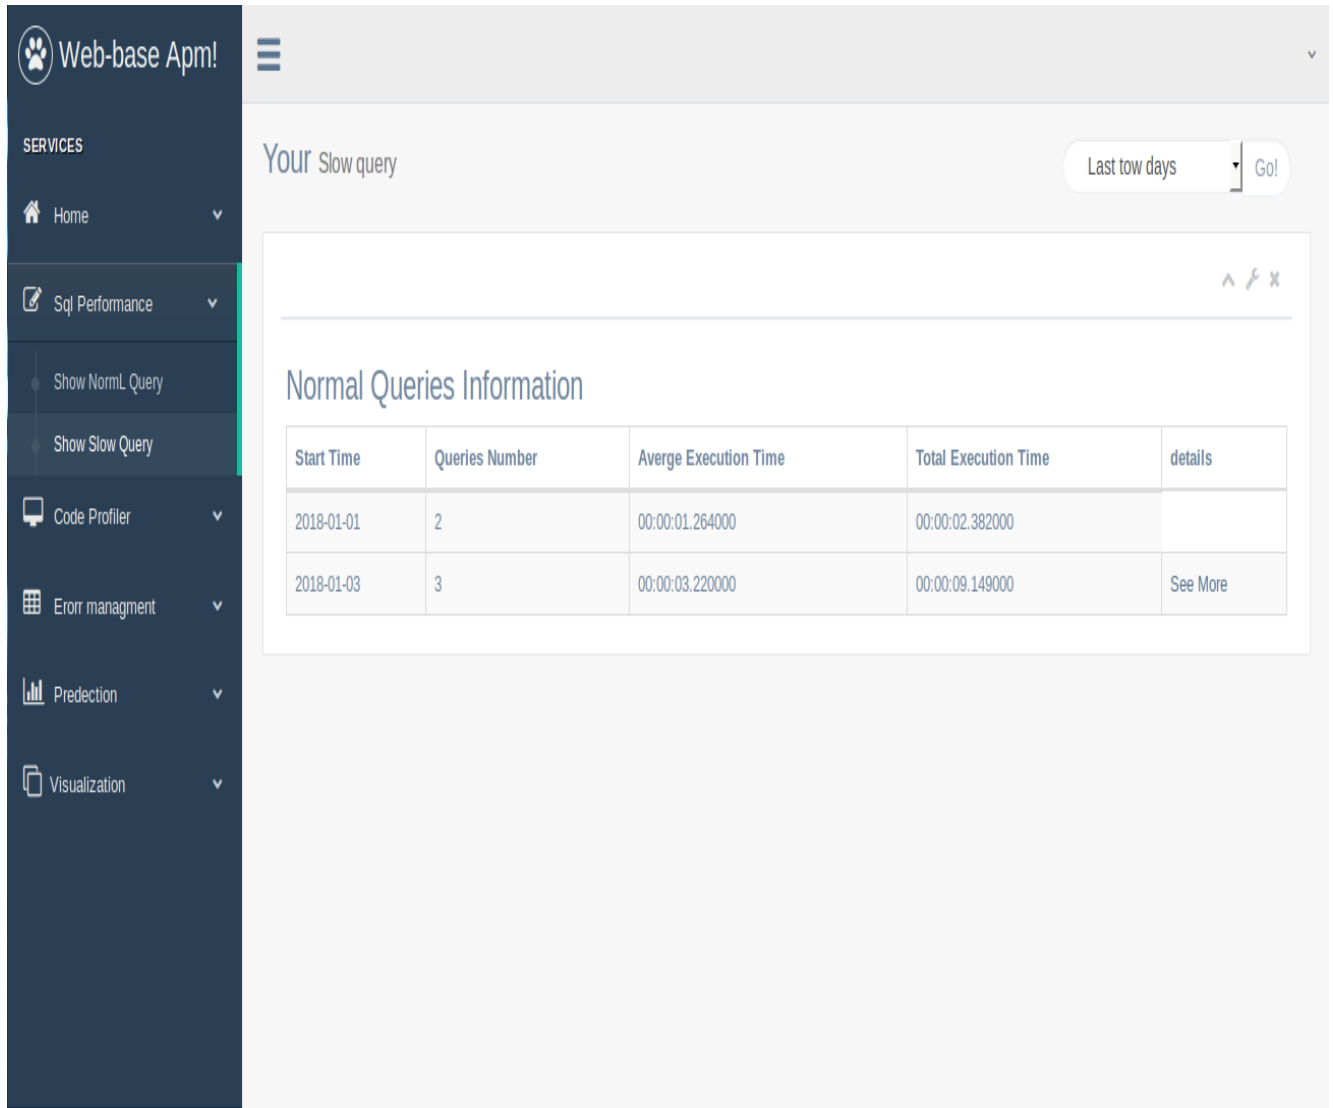 Web-base Apm!
SERVICES
Home
Sql Performance
Show NormL Query
Show Slow Query
Code Profiler
Erorr managment
Predection
Visualization
Your Slow query
Last tow days Go!
Normal Queries Information
Start Time Queries Number Averge Execution Time Total Execution Time details
2018-01-01 2 00:00:01.264000 00:00:02.382000
2018-01-03 3 00:00:03.220000 00:00:09.149000 See More